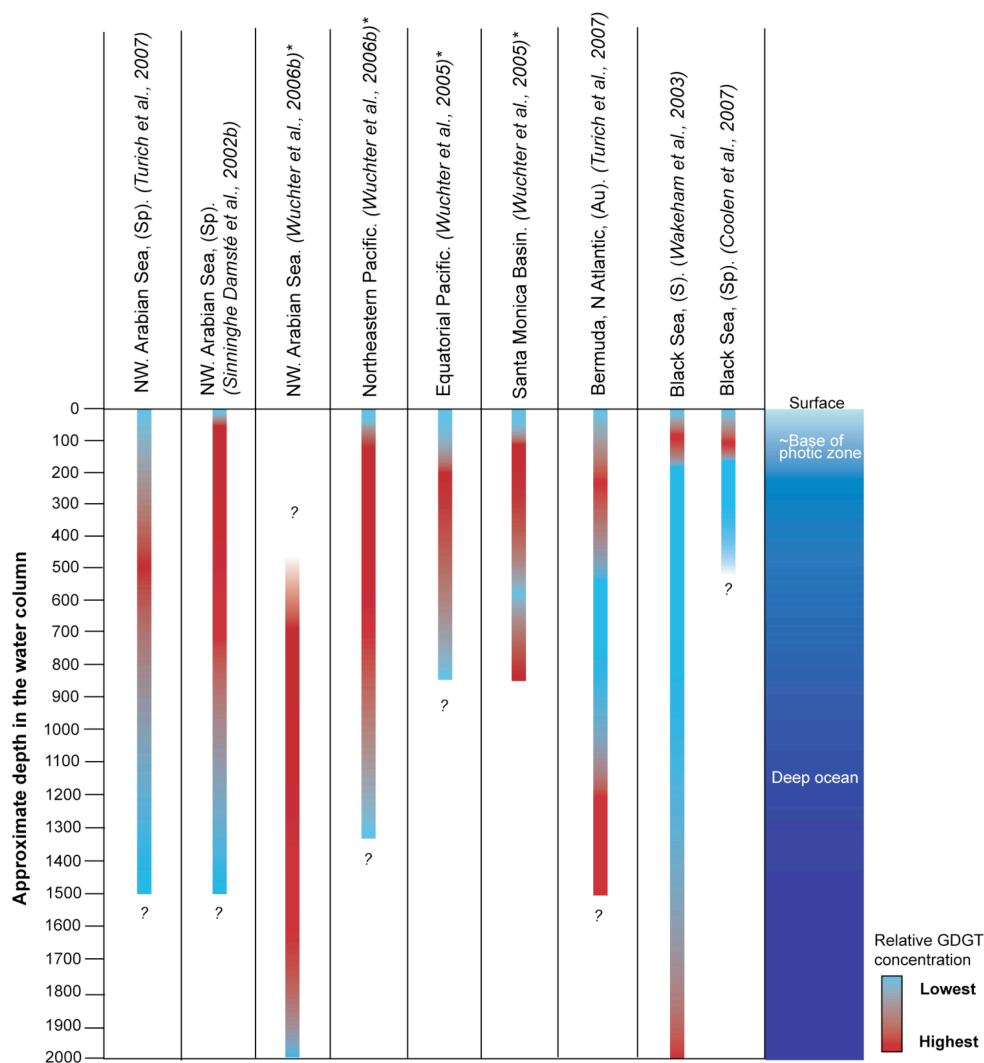 NW. Arabian Sea, (Sp). (Turich et al., 2007)
NW. Arabian Sea, (Sp).
(Sinninghe Damsté et al., 2002b)
NW. Arabian Sea. (Wuchter et al., 2006b)*
Northeastern Pacific. (Wuchter et al., 2006b)*
Equatorial Pacific. (Wuchter et al., 2005)*
Santa Monica Basin. (Wuchter et al., 2005)*
Bermuda, N Atlantic, (Au). (Turich et al., 2007)
Black Sea, (S). (Wakeham et al., 2003)
Black Sea, (Sp). (Coolen et al., 2007)
Approximate depth in the water column
0
100
200
300
400
500
600
700
800
900
1000
1100
1200
1300
1400
1500
1600
1700
1800
1900
2000
?
?
?
?
?
?
?
Surface
~Base of
photic zone
Deep ocean
Relative GDGT
concentration
Lowest
Highest